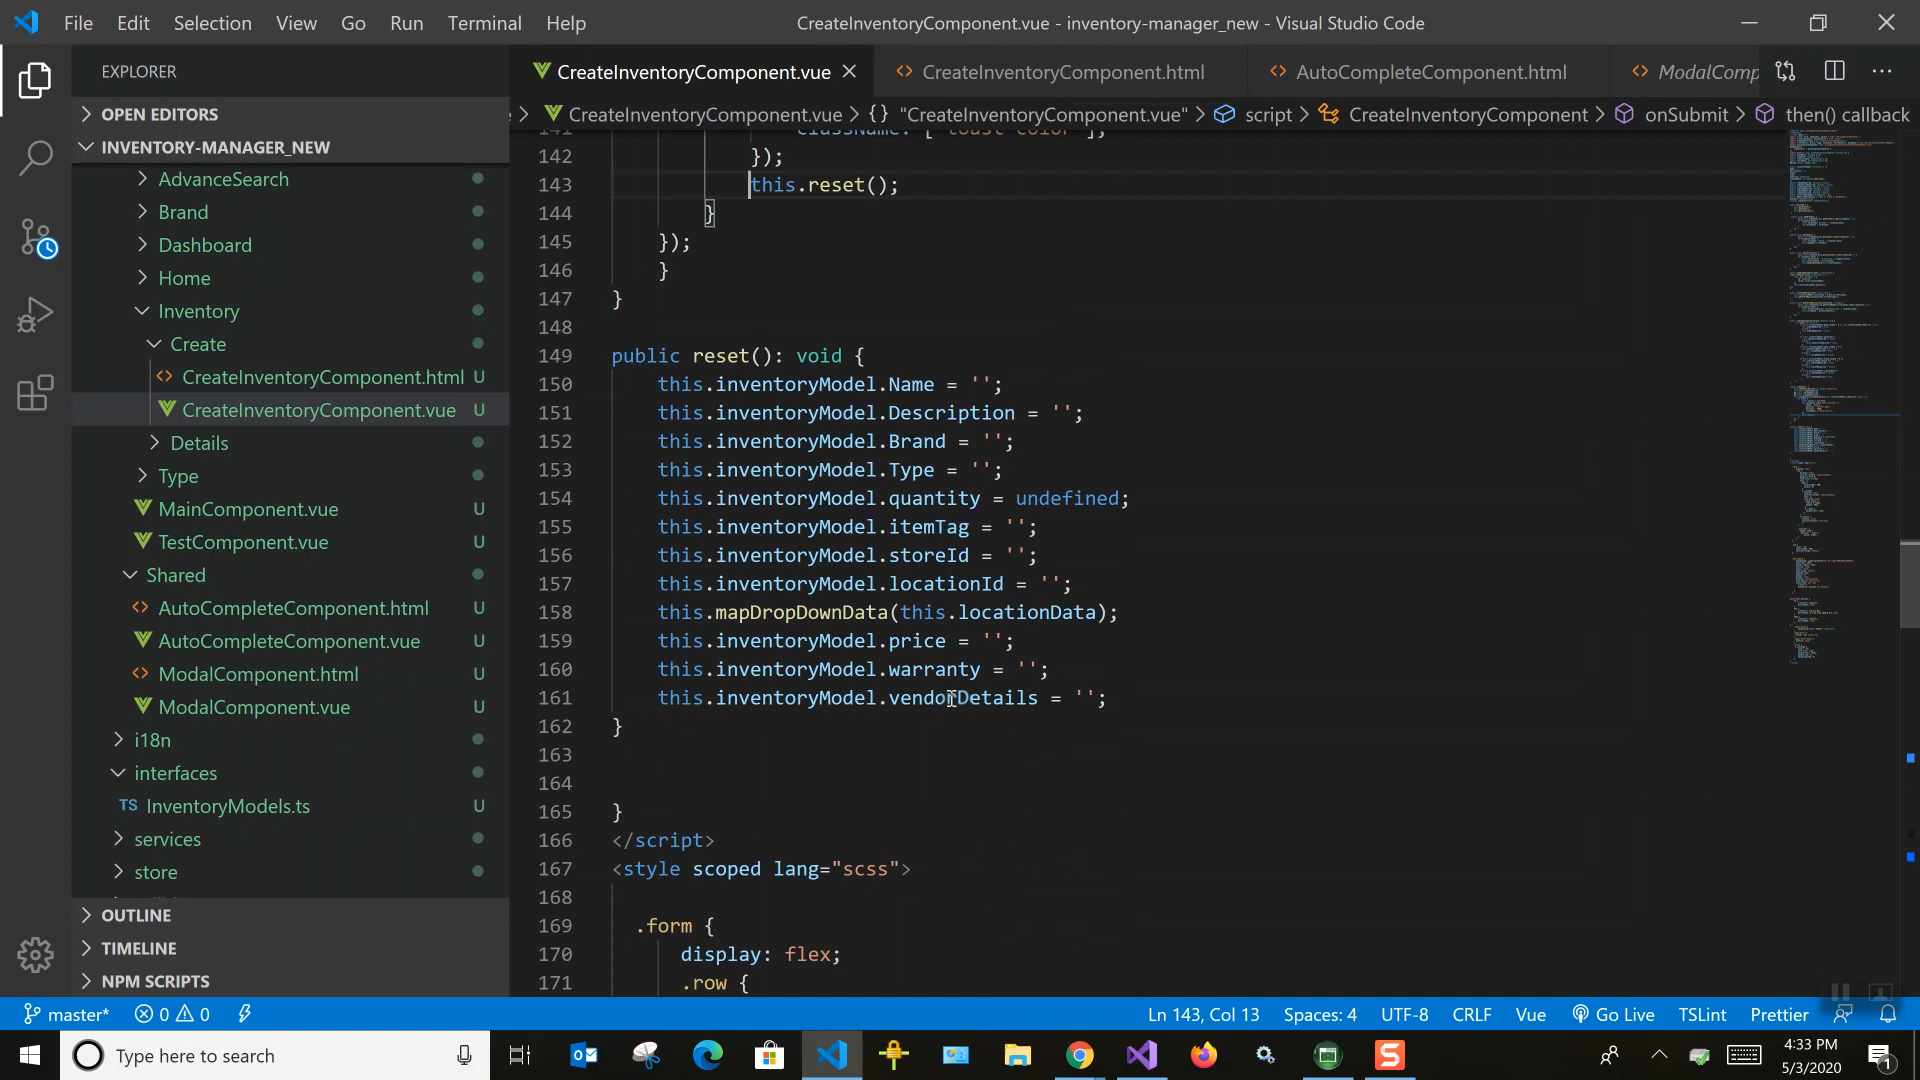 File Edit Selection View Go Run Terminal Help
CreateInventoryComponent.vue - inventory-manager_new - Visual Studio Code
EXPLORER
OPEN EDITORS
INVENTORY-MANAGER_NEW
AdvanceSearch
Brand
Dashboard
Home
Inventory
Create
CreateInventoryComponent.html U
CreateInventoryComponent.vue U
Details
Type
MainComponent.vue U
TestComponent.vue U
Shared
AutoCompleteComponent.html U
AutoCompleteComponent.vue U
ModalComponent.html U
ModalComponent.vue U
i18n
interfaces
TS InventoryModels.ts U
services
store
OUTLINE
TIMELINE
NPM SCRIPTS
CreateInventoryComponent.vue CreateInventoryComponent.html AutoCompleteComponent.html ModalComp
CreateInventoryComponent.vue > {} "CreateInventoryComponent.vue" > script > CreateInventoryComponent > onSubmit > then() callback
141 className: ["toast-color"],
142 });
143 this.reset();
144 }
145 });
146 }
147 }
148
149 public reset(): void {
150 this.inventoryModel.Name = '';
151 this.inventoryModel.Description = '';
152 this.inventoryModel.Brand = '';
153 this.inventoryModel.Type = '';
154 this.inventoryModel.quantity = undefined;
155 this.inventoryModel.itemTag = '';
156 this.inventoryModel.storeId = '';
157 this.inventoryModel.locationId = '';
158 this.mapDropDownData(this.locationData);
159 this.inventoryModel.price = '';
160 this.inventoryModel.warranty = '';
161 this.inventoryModel.vendorDetails = '';
162 }
163
164
165 }
166 </script>
167 <style scoped lang="scss">
168
169 .form {
170 display: flex;
171 .row {
master* 0 0 Ln 143, Col 13 Spaces: 4 UTF-8 CRLF Vue Go Live TSLint Prettier
Type here to search
4:33 PM
5/3/2020
1